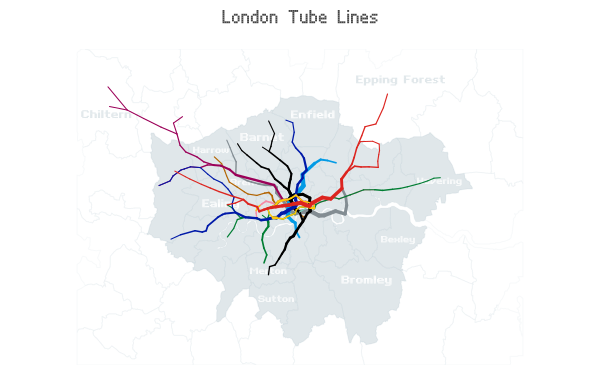 London Tube Lines
Epping Forest
Chiltern
Enfield
Barnet
Harrow
Havering
Ealing
Bexley
Merton
Bromley
Sutton